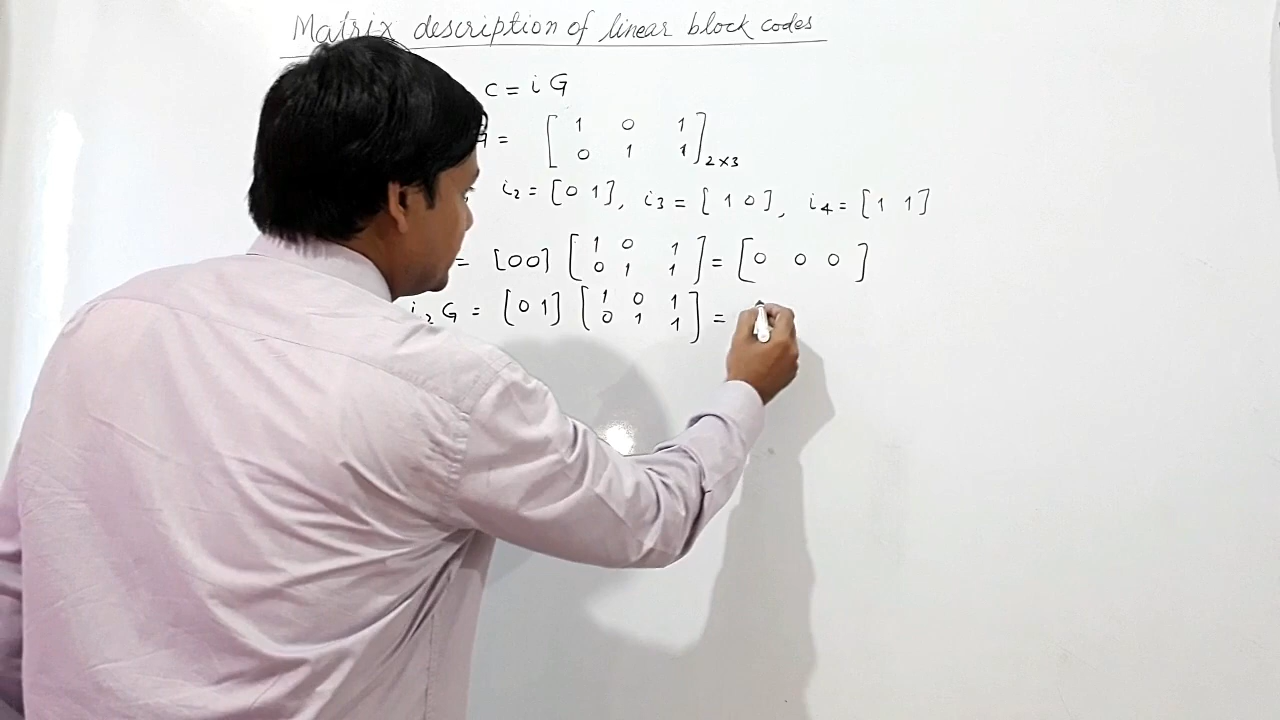 Matrix description of linear block codes
c = i G
G = [ 1 0 1
0 1 1 ]2×3
i2 = [0 1], i3 = [ 1 0 ], i4 = [ 1 1 ]
= [00] [ 1 0 1
0 1 1 ] = [ 0 0 0 ]
i2 G = [0 1] [ 1 0 1
0 1 1 ] =